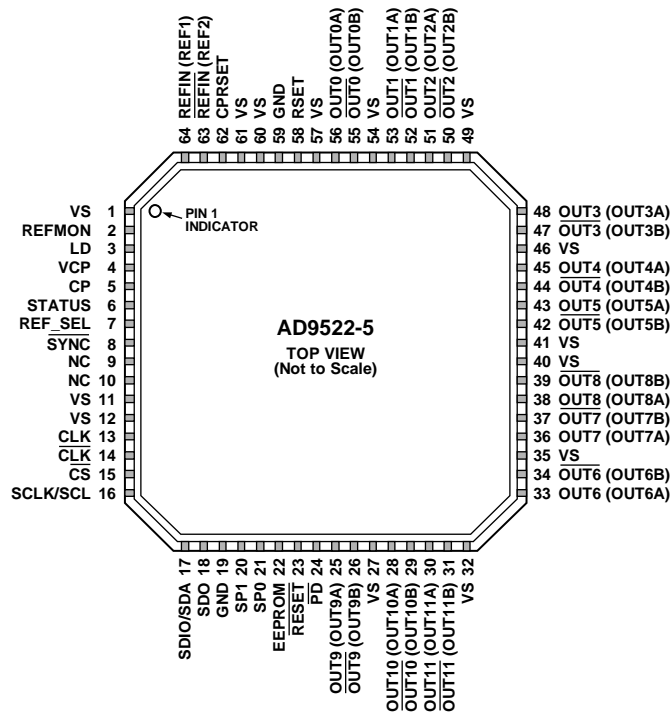 64 REFIN (REF1)
63 REFIN (REF2)
62 CPRSET
61 VS
60 VS
59 GND
58 RSET
57 VS
56 OUT0 (OUT0A)
55 OUT0 (OUT0B)
54 VS
53 OUT1 (OUT1A)
52 OUT1 (OUT1B)
51 OUT2 (OUT2A)
50 OUT2 (OUT2B)
49 VS
VS 1
REFMON 2
LD 3
VCP 4
CP 5
STATUS 6
REF_SEL 7
SYNC 8
NC 9
NC 10
VS 11
VS 12
CLK 13
CLK 14
CS 15
SCLK/SCL 16
PIN 1
INDICATOR
AD9522-5
TOP VIEW
(Not to Scale)
48 OUT3 (OUT3A)
47 OUT3 (OUT3B)
46 VS
45 OUT4 (OUT4A)
44 OUT4 (OUT4B)
43 OUT5 (OUT5A)
42 OUT5 (OUT5B)
41 VS
40 VS
39 OUT8 (OUT8B)
38 OUT8 (OUT8A)
37 OUT7 (OUT7B)
36 OUT7 (OUT7A)
35 VS
34 OUT6 (OUT6B)
33 OUT6 (OUT6A)
SDIO/SDA 17
SDO 18
GND 19
SP1 20
SP0 21
EEPROM 22
RESET 23
PD 24
OUT9 (OUT9A) 25
OUT9 (OUT9B) 26
VS 27
OUT10 (OUT10A) 28
OUT10 (OUT10B) 29
OUT11 (OUT11A) 30
OUT11 (OUT11B) 31
VS 32